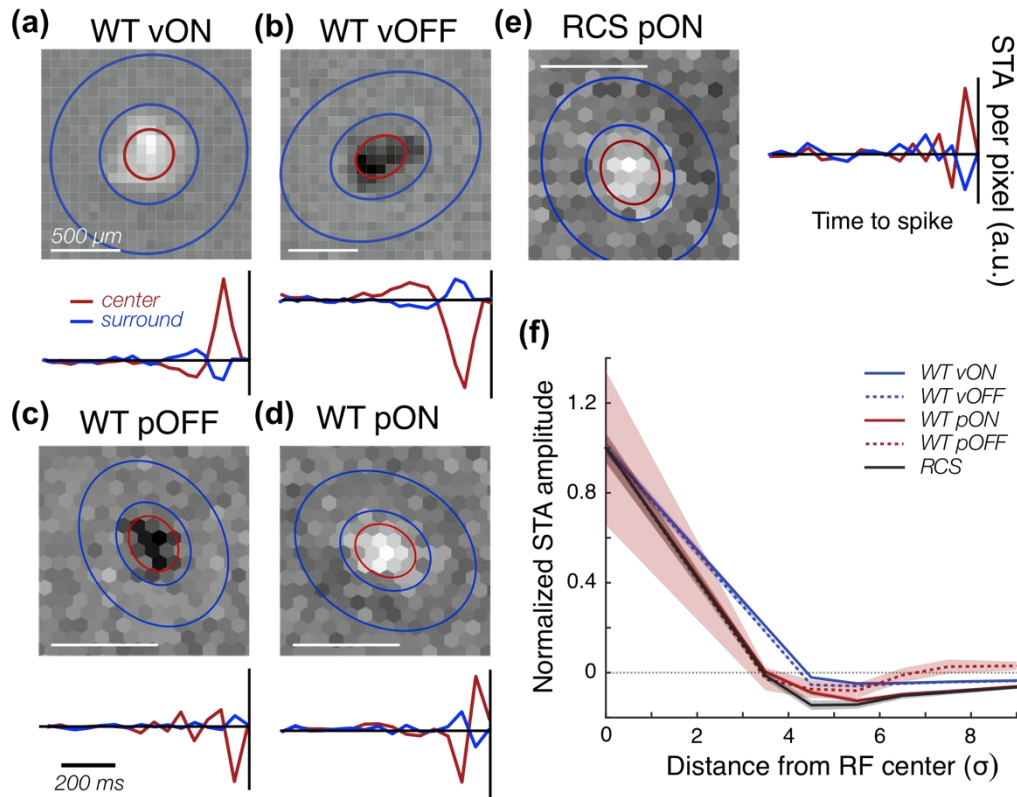 (a)
WT vON
500 µm
center
surround
(b)
WT vOFF
(e)
RCS pON
Time to spike
STA per pixel (a.u.)
(c)
WT pOFF
200 ms
(d)
WT pON
(f)
WT vON
WT vOFF
WT pON
WT pOFF
RCS
Normalized STA amplitude
1.2
0.8
0.4
0
0
2
4
6
8
Distance from RF center (σ)